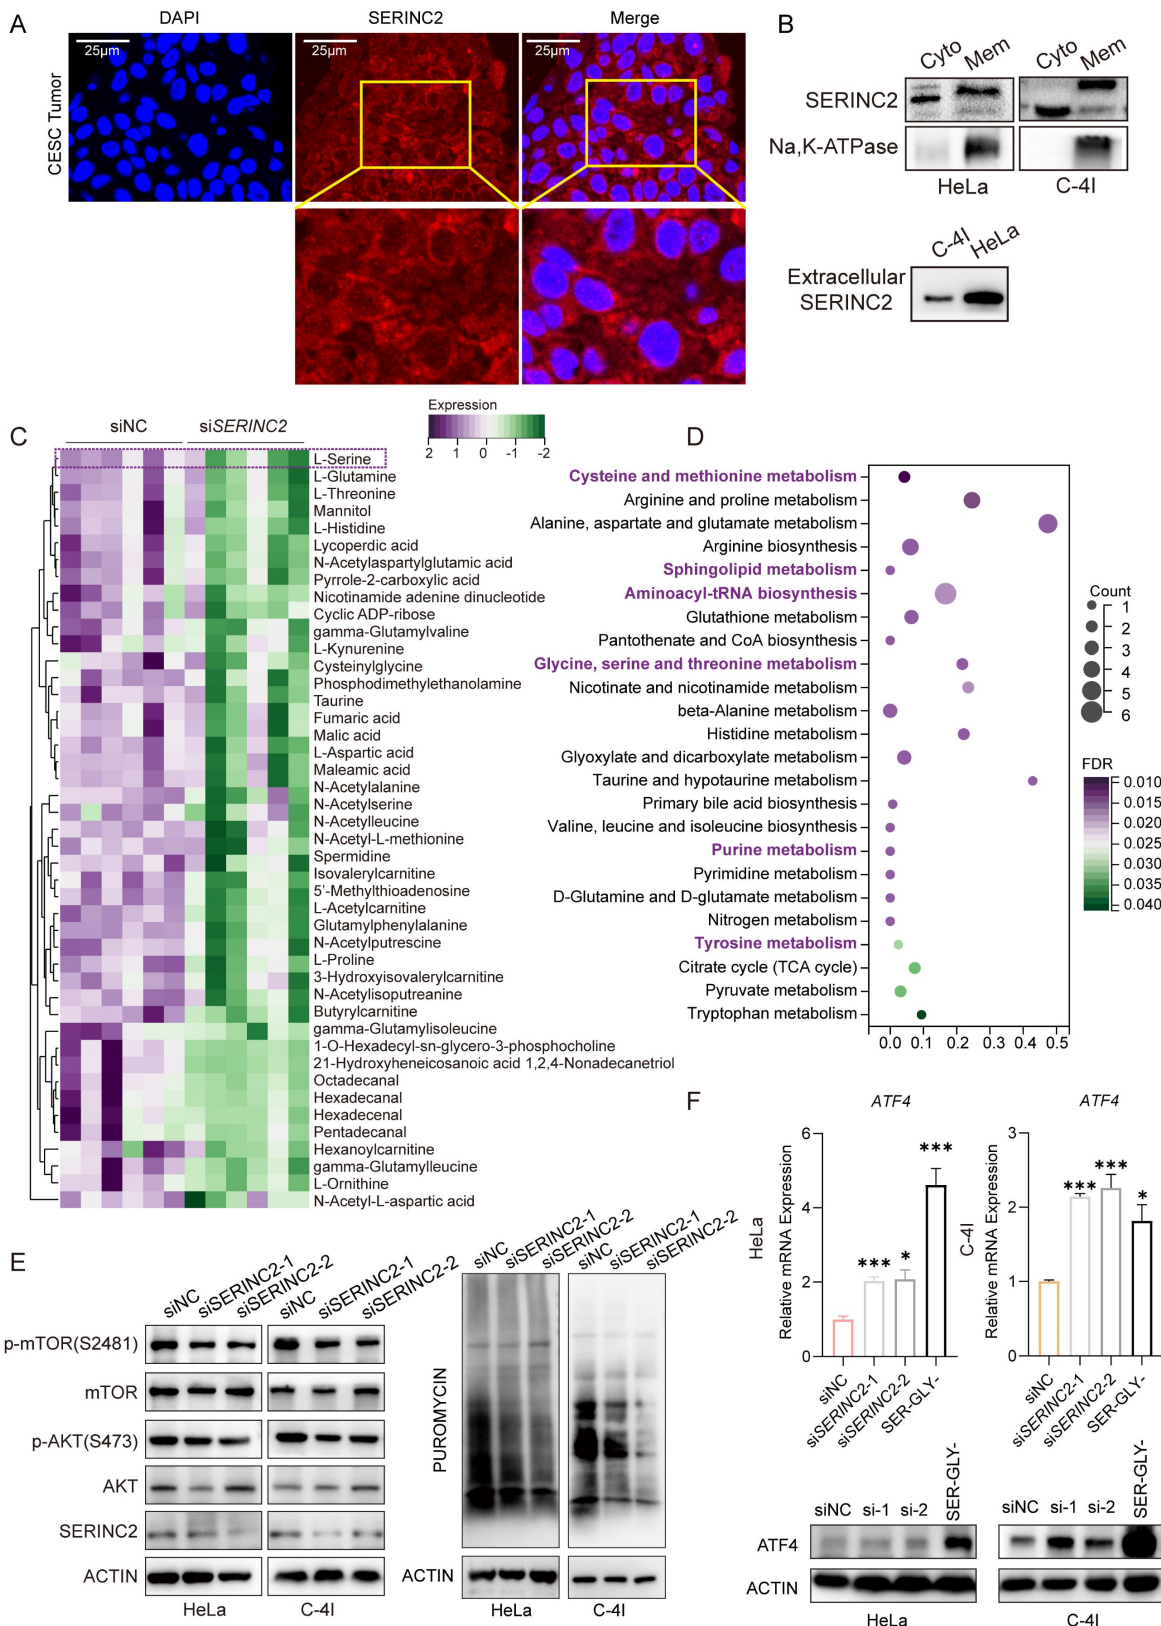 A
DAPI
SERINC2
Merge
CESC Tumor
25μm
25μm
25μm
B
Cyto Mem
Cyto Mem
SERINC2
Na,K-ATPase
HeLa
C-4I
C-4I HeLa
Extracellular
SERINC2
C
siNC
siSERINC2
Expression
2 1 0 -1 -2
L-Serine
L-Glutamine
L-Threonine
Mannitol
L-Histidine
Lycoperdic acid
N-Acetylaspartylglutamic acid
Pyrrole-2-carboxylic acid
Nicotinamide adenine dinucleotide
Cyclic ADP-ribose
gamma-Glutamylvaline
L-Kynurenine
Cysteinylglycine
Phosphodimethylethanolamine
Taurine
Fumaric acid
Malic acid
L-Aspartic acid
Maleamic acid
N-Acetylalanine
N-Acetylserine
N-Acetylleucine
N-Acetyl-L-methionine
Spermidine
Isovalerylcarnitine
5'-Methylthioadenosine
L-Acetylcarnitine
Glutamylphenylalanine
N-Acetylputrescine
L-Proline
3-Hydroxyisovalerylcarnitine
N-Acetylisoputreanine
Butyrylcarnitine
gamma-Glutamylisoleucine
1-O-Hexadecyl-sn-glycero-3-phosphocholine
21-Hydroxyheneicosanoic acid 1,2,4-Nonadecanetriol
Octadecanal
Hexadecanal
Hexadecenal
Pentadecanal
Hexanoylcarnitine
gamma-Glutamylleucine
L-Ornithine
N-Acetyl-L-aspartic acid
D
Cysteine and methionine metabolism
Arginine and proline metabolism
Alanine, aspartate and glutamate metabolism
Arginine biosynthesis
Sphingolipid metabolism
Aminoacyl-tRNA biosynthesis
Glutathione metabolism
Pantothenate and CoA biosynthesis
Glycine, serine and threonine metabolism
Nicotinate and nicotinamide metabolism
beta-Alanine metabolism
Histidine metabolism
Glyoxylate and dicarboxylate metabolism
Taurine and hypotaurine metabolism
Primary bile acid biosynthesis
Valine, leucine and isoleucine biosynthesis
Purine metabolism
Pyrimidine metabolism
D-Glutamine and D-glutamate metabolism
Nitrogen metabolism
Tyrosine metabolism
Citrate cycle (TCA cycle)
Pyruvate metabolism
Tryptophan metabolism
0.0 0.1 0.2 0.3 0.4 0.5
Count
1
2
3
4
5
6
FDR
0.010
0.015
0.020
0.025
0.030
0.035
0.040
E
siNC siSERINC2-1 siSERINC2-2
siNC siSERINC2-1 siSERINC2-2
p-mTOR(S2481)
mTOR
p-AKT(S473)
AKT
SERINC2
ACTIN
HeLa
C-4I
siNC siSERINC2-1 siSERINC2-2
siNC siSERINC2-1 siSERINC2-2
PUROMYCIN
ACTIN
HeLa
C-4I
F
ATF4
HeLa
Relative mRNA Expression
6
4
2
0
***
*
***
siNC siSERINC2-1 siSERINC2-2 SER-GLY-
ATF4
C-4I
Relative mRNA Expression
3
2
1
0
***
***
*
siNC siSERINC2-1 siSERINC2-2 SER-GLY-
siNC si-1 si-2 SER-GLY-
siNC si-1 si-2 SER-GLY-
ATF4
ACTIN
HeLa
C-4I